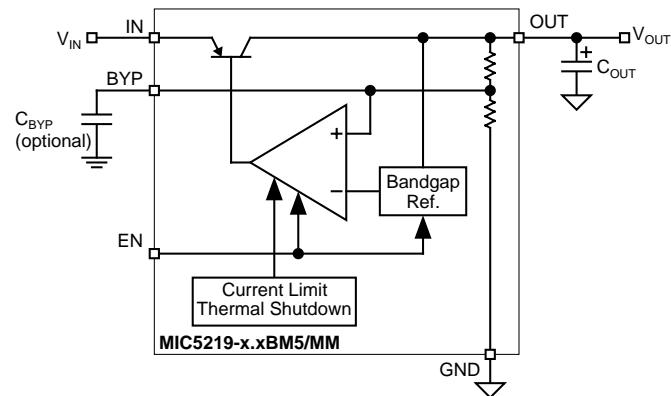 IN
OUT
V_IN
V_OUT
+
C_OUT
BYP
C_BYP
(optional)
+
−
Bandgap
Ref.
EN
Current Limit
Thermal Shutdown
MIC5219-x.xBM5/MM
GND